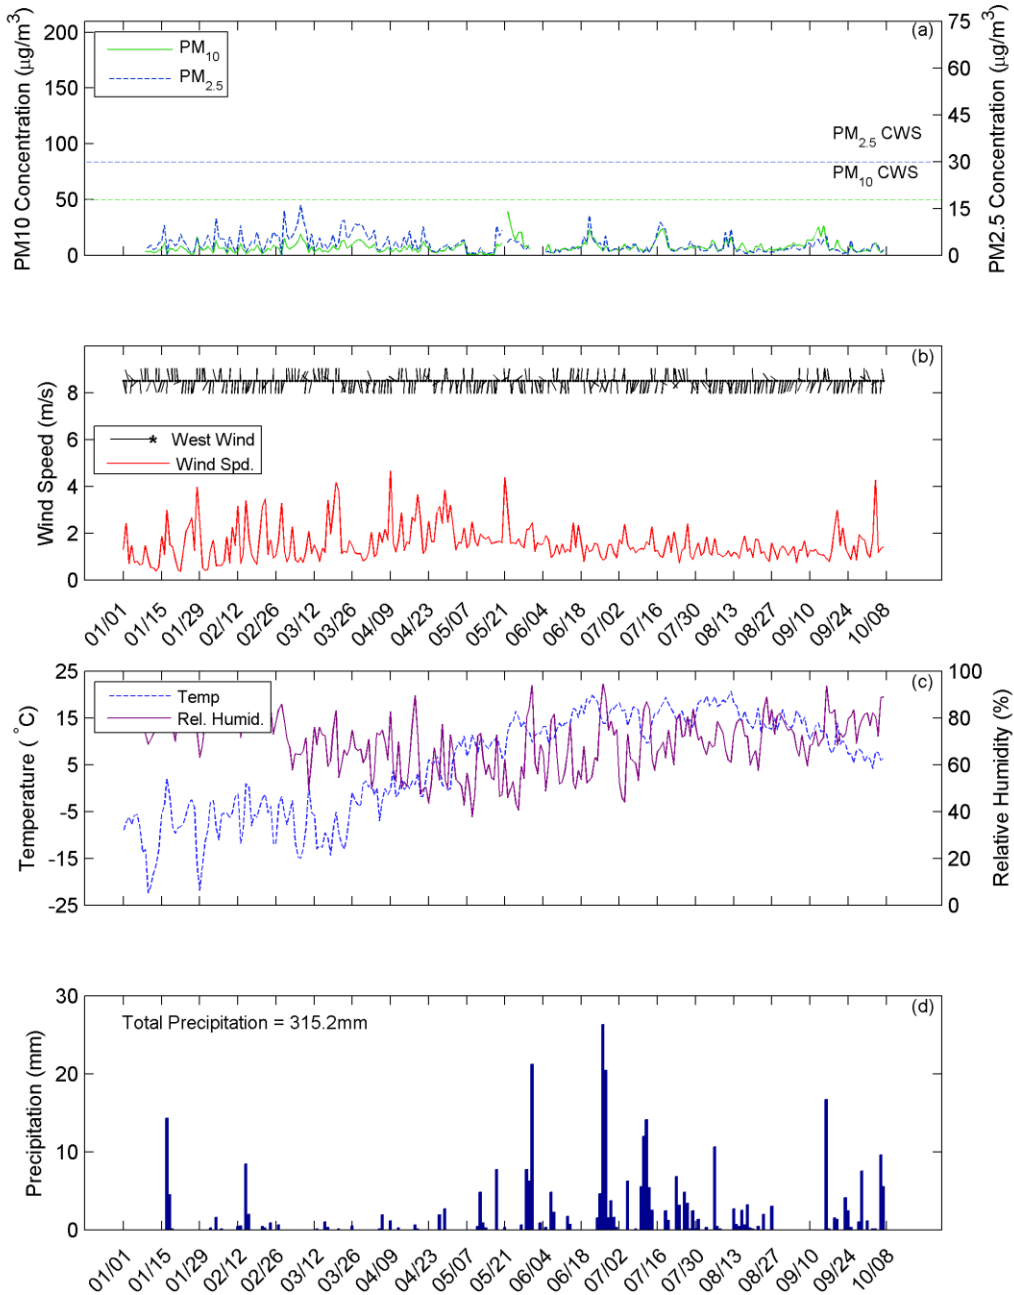 (a)
PM10 Concentration (µg/m³)
200
150
100
50
0
PM10
PM2.5
PM2.5 CWS
PM10 CWS
75
60
45
30
15
0
PM2.5 Concentration (µg/m³)
(b)
Wind Speed (m/s)
8
6
4
2
0
West Wind
Wind Spd.
01/01 01/15 01/29 02/12 02/26 03/12 03/26 04/09 04/23 05/07 05/21 06/04 06/18 07/02 07/16 07/30 08/13 08/27 09/10 09/24 10/08
(c)
Temperature ( °C)
25
15
5
-5
-15
-25
Temp
Rel. Humid.
100
80
60
40
20
0
Relative Humidity (%)
(d)
Precipitation (mm)
30
20
10
0
Total Precipitation = 315.2mm
01/01 01/15 01/29 02/12 02/26 03/12 03/26 04/09 04/23 05/07 05/21 06/04 06/18 07/02 07/16 07/30 08/13 08/27 09/10 09/24 10/08